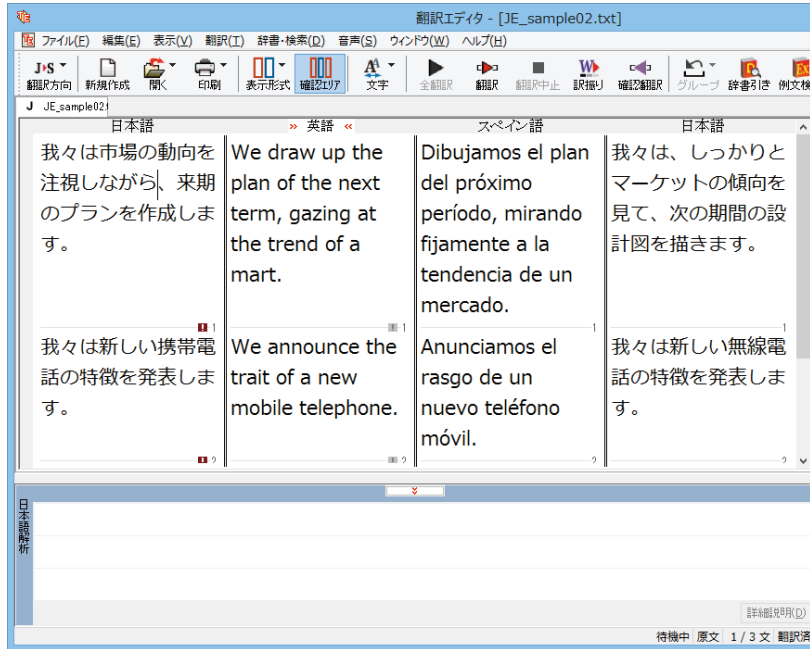 翻訳エディタ - [JE_sample02.txt]
ファイル(F) 編集(E) 表示(V) 翻訳(T) 辞書・検索(D) 音声(S) ウィンドウ(W) ヘルプ(H)
J▸S
翻訳方向 新規作成 開く 印刷 表示形式 確認エリア 文字 全翻訳 翻訳 翻訳中止 訳振り 確認翻訳 グループ 辞書引き 例文検
J JE_sample02.t
日本語 » 英語 « スペイン語 日本語
我々は市場の動向を
注視しながら、来期
のプランを作成しま
す。
1
We draw up the
plan of the next
term, gazing at
the trend of a
mart.
1
Dibujamos el plan
del próximo
período, mirando
fijamente a la
tendencia de un
mercado.
1
我々は、しっかりと
マーケットの傾向を
見て、次の期間の設
計図を描きます。
1
我々は新しい携帯電
話の特徴を発表しま
す。
2
We announce the
trait of a new
mobile telephone.
2
Anunciamos el
rasgo de un
nuevo teléfono
móvil.
2
我々は新しい無線電
話の特徴を発表しま
す。
2
日本語解析
詳細説明(D)
待機中 原文 1 / 3 文 翻訳済